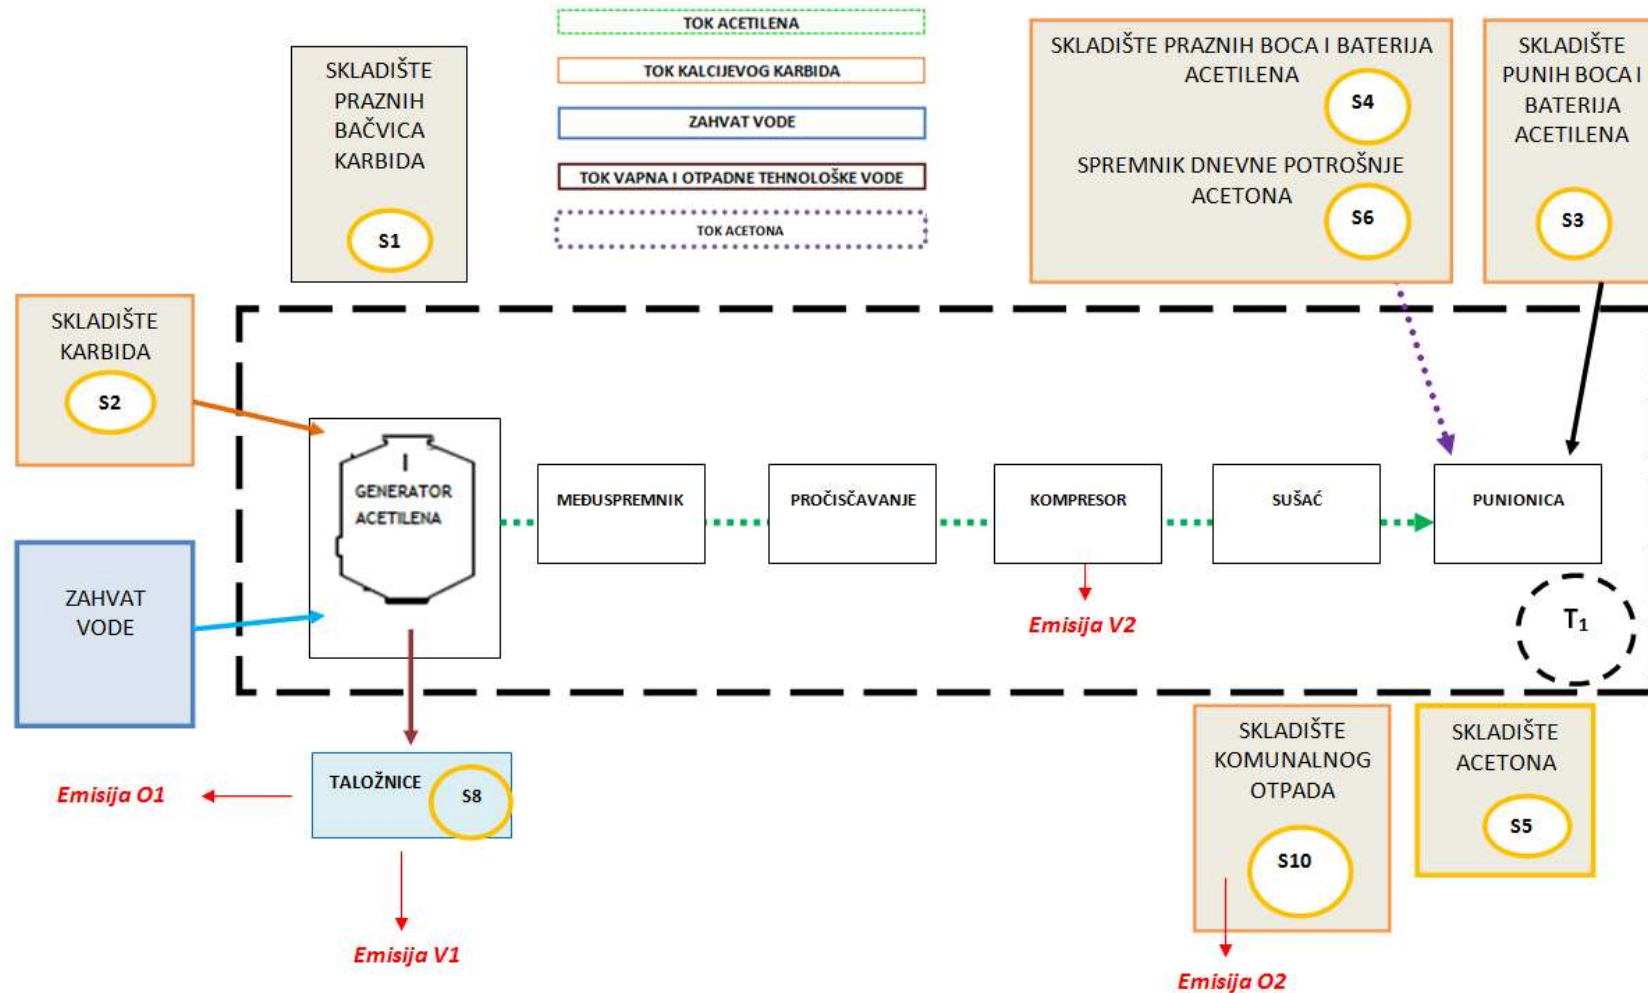 TOK ACETILENA
TOK KALCIJEVOG KARBIDA
ZAHVAT VODE
TOK VAPNA I OTPADNE TEHNOLOŠKE VODE
TOK ACETONA
SKLADIŠTE
PRAZNIH
BAČVICA
KARBIDA
S1
SKLADIŠTE PRAZNIH BOCA I BATERIJA
ACETILENA
S4
SPREMNIK DNEVNE POTROŠNJE
ACETONA
S6
SKLADIŠTE
PUNIH BOCA I
BATERIJA
ACETILENA
S3
SKLADIŠTE
KARBIDA
S2
GENERATOR
ACETILENA
MEĐUSPREMNIK
PROČISČAVANJE
KOMPRESOR
SUŠAĆ
PUNIONICA
ZAHVAT
VODE
Emisija V2
T1
TALOŽNICE
S8
Emisija O1
Emisija V1
SKLADIŠTE
KOMUNALNOG
OTPADA
S10
SKLADIŠTE
ACETONA
S5
Emisija O2